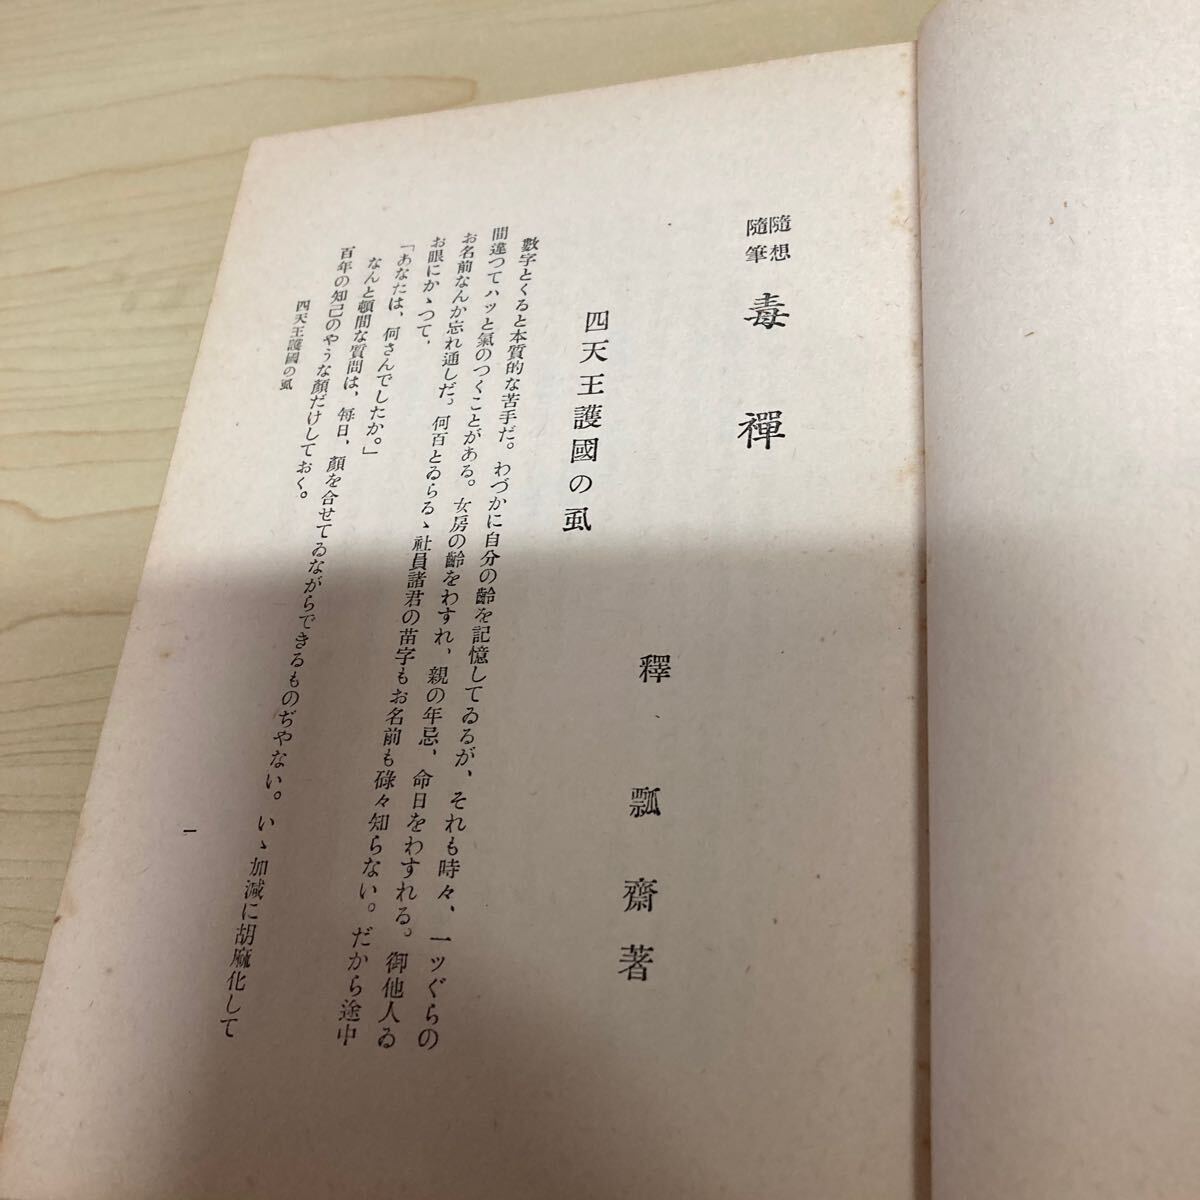 隨想
隨筆
毒禪
釋瓢齋著
四天王護國の虱
數字とくると本質的な苦手だ。わづかに自分の齡を記憶してゐるが、それも時々、一ッぐらの
間違つてハッと氣のつくことがある。女房の齡をわすれ、親の年忌、命日をわすれる。御他人ゐ
お名前なんか忘れ通しだ。何百とゐらるゝ社員諸君の苗字もお名前も碌々知らない。だから途中
お眼にかゝつて、
「あなたは、何さんでしたか。」
なんと頓間な質問は、每日、顏を合せてゐながらできるものぢやない。いゝ加減に胡麻化して
百年の知己のやうな顏だけしておく。
四天王護國の虱
一